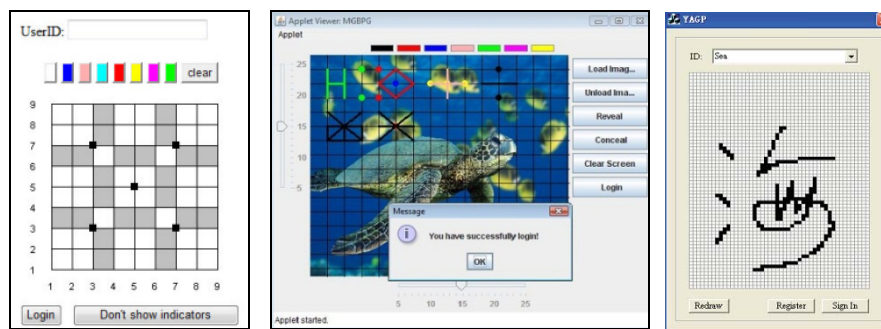 UserID:
clear
9
8
7
6
5
4
3
2
1
1 2 3 4 5 6 7 8 9
Login Don't show indicators
Applet Viewer: MGBPG
Applet
25
20
15
10
5
Load Imag...
Unload Ima...
Reveal
Conceal
Clear Screen
Login
Message
You have successfully login!
OK
5 10 15 20 25
Applet started.
YAGP
ID: Sea
Redraw Register Sign In